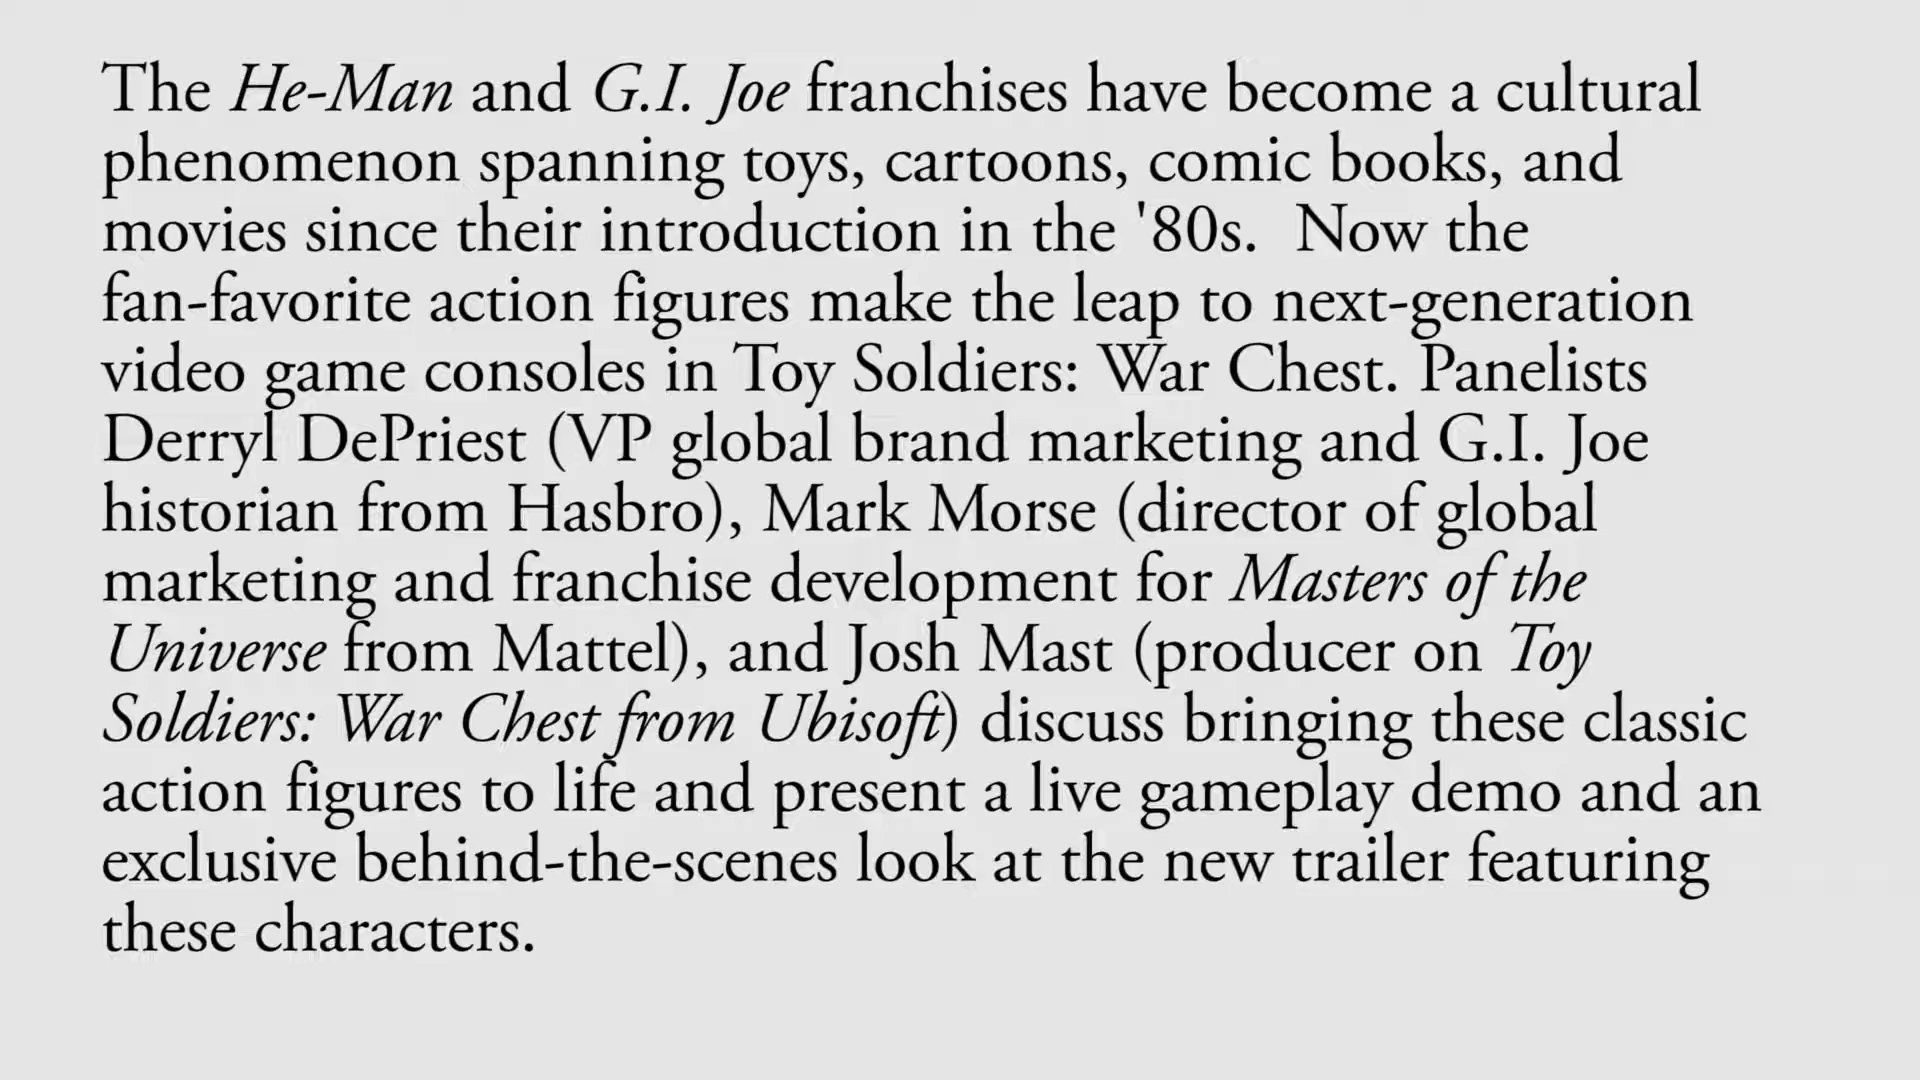 The He-Man and G.I. Joe franchises have become a cultural
phenomenon spanning toys, cartoons, comic books, and
movies since their introduction in the '80s.  Now the
fan-favorite action figures make the leap to next-generation
video game consoles in Toy Soldiers: War Chest. Panelists
Derryl DePriest (VP global brand marketing and G.I. Joe
historian from Hasbro), Mark Morse (director of global
marketing and franchise development for Masters of the
Universe from Mattel), and Josh Mast (producer on Toy
Soldiers: War Chest from Ubisoft) discuss bringing these classic
action figures to life and present a live gameplay demo and an
exclusive behind-the-scenes look at the new trailer featuring
these characters.